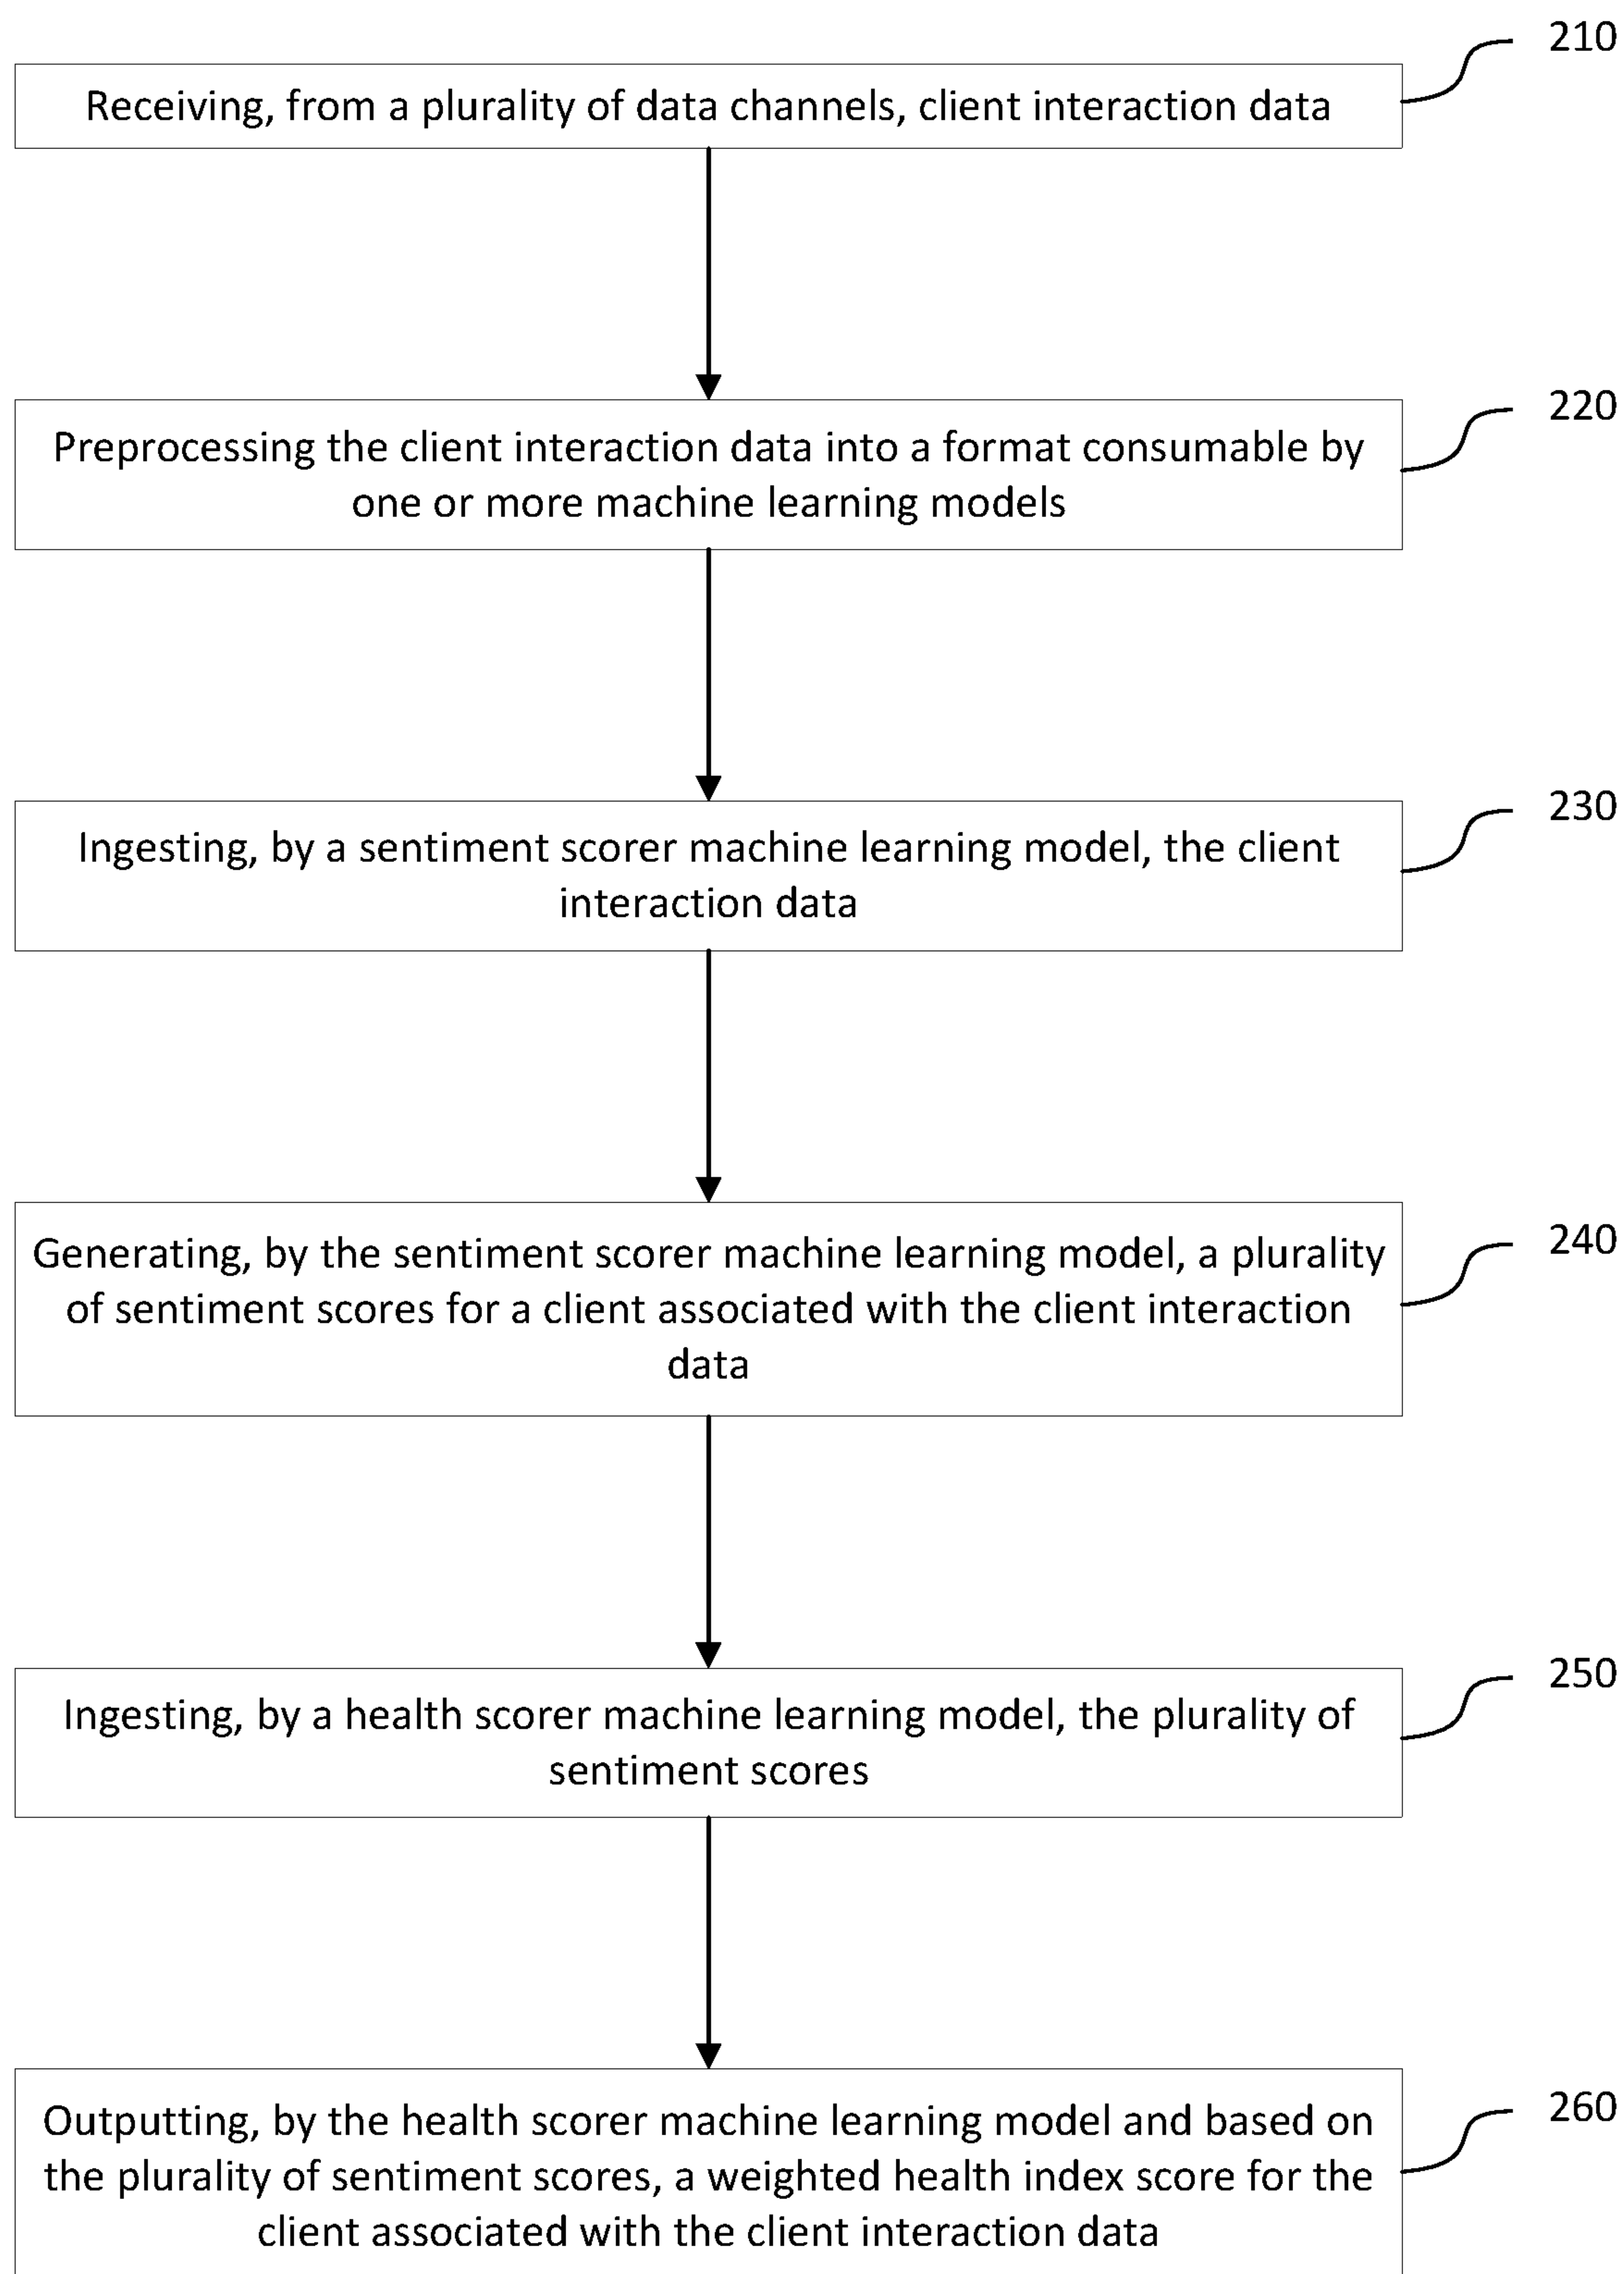 210
Receiving, from a plurality of data channels, client interaction data
220
Preprocessing the client interaction data into a format consumable by
one or more machine learning models
230
Ingesting, by a sentiment scorer machine learning model, the client
interaction data
240
Generating, by the sentiment scorer machine learning model, a plurality
of sentiment scores for a client associated with the client interaction
data
250
Ingesting, by a health scorer machine learning model, the plurality of
sentiment scores
260
Outputting, by the health scorer machine learning model and based on
the plurality of sentiment scores, a weighted health index score for the
client associated with the client interaction data